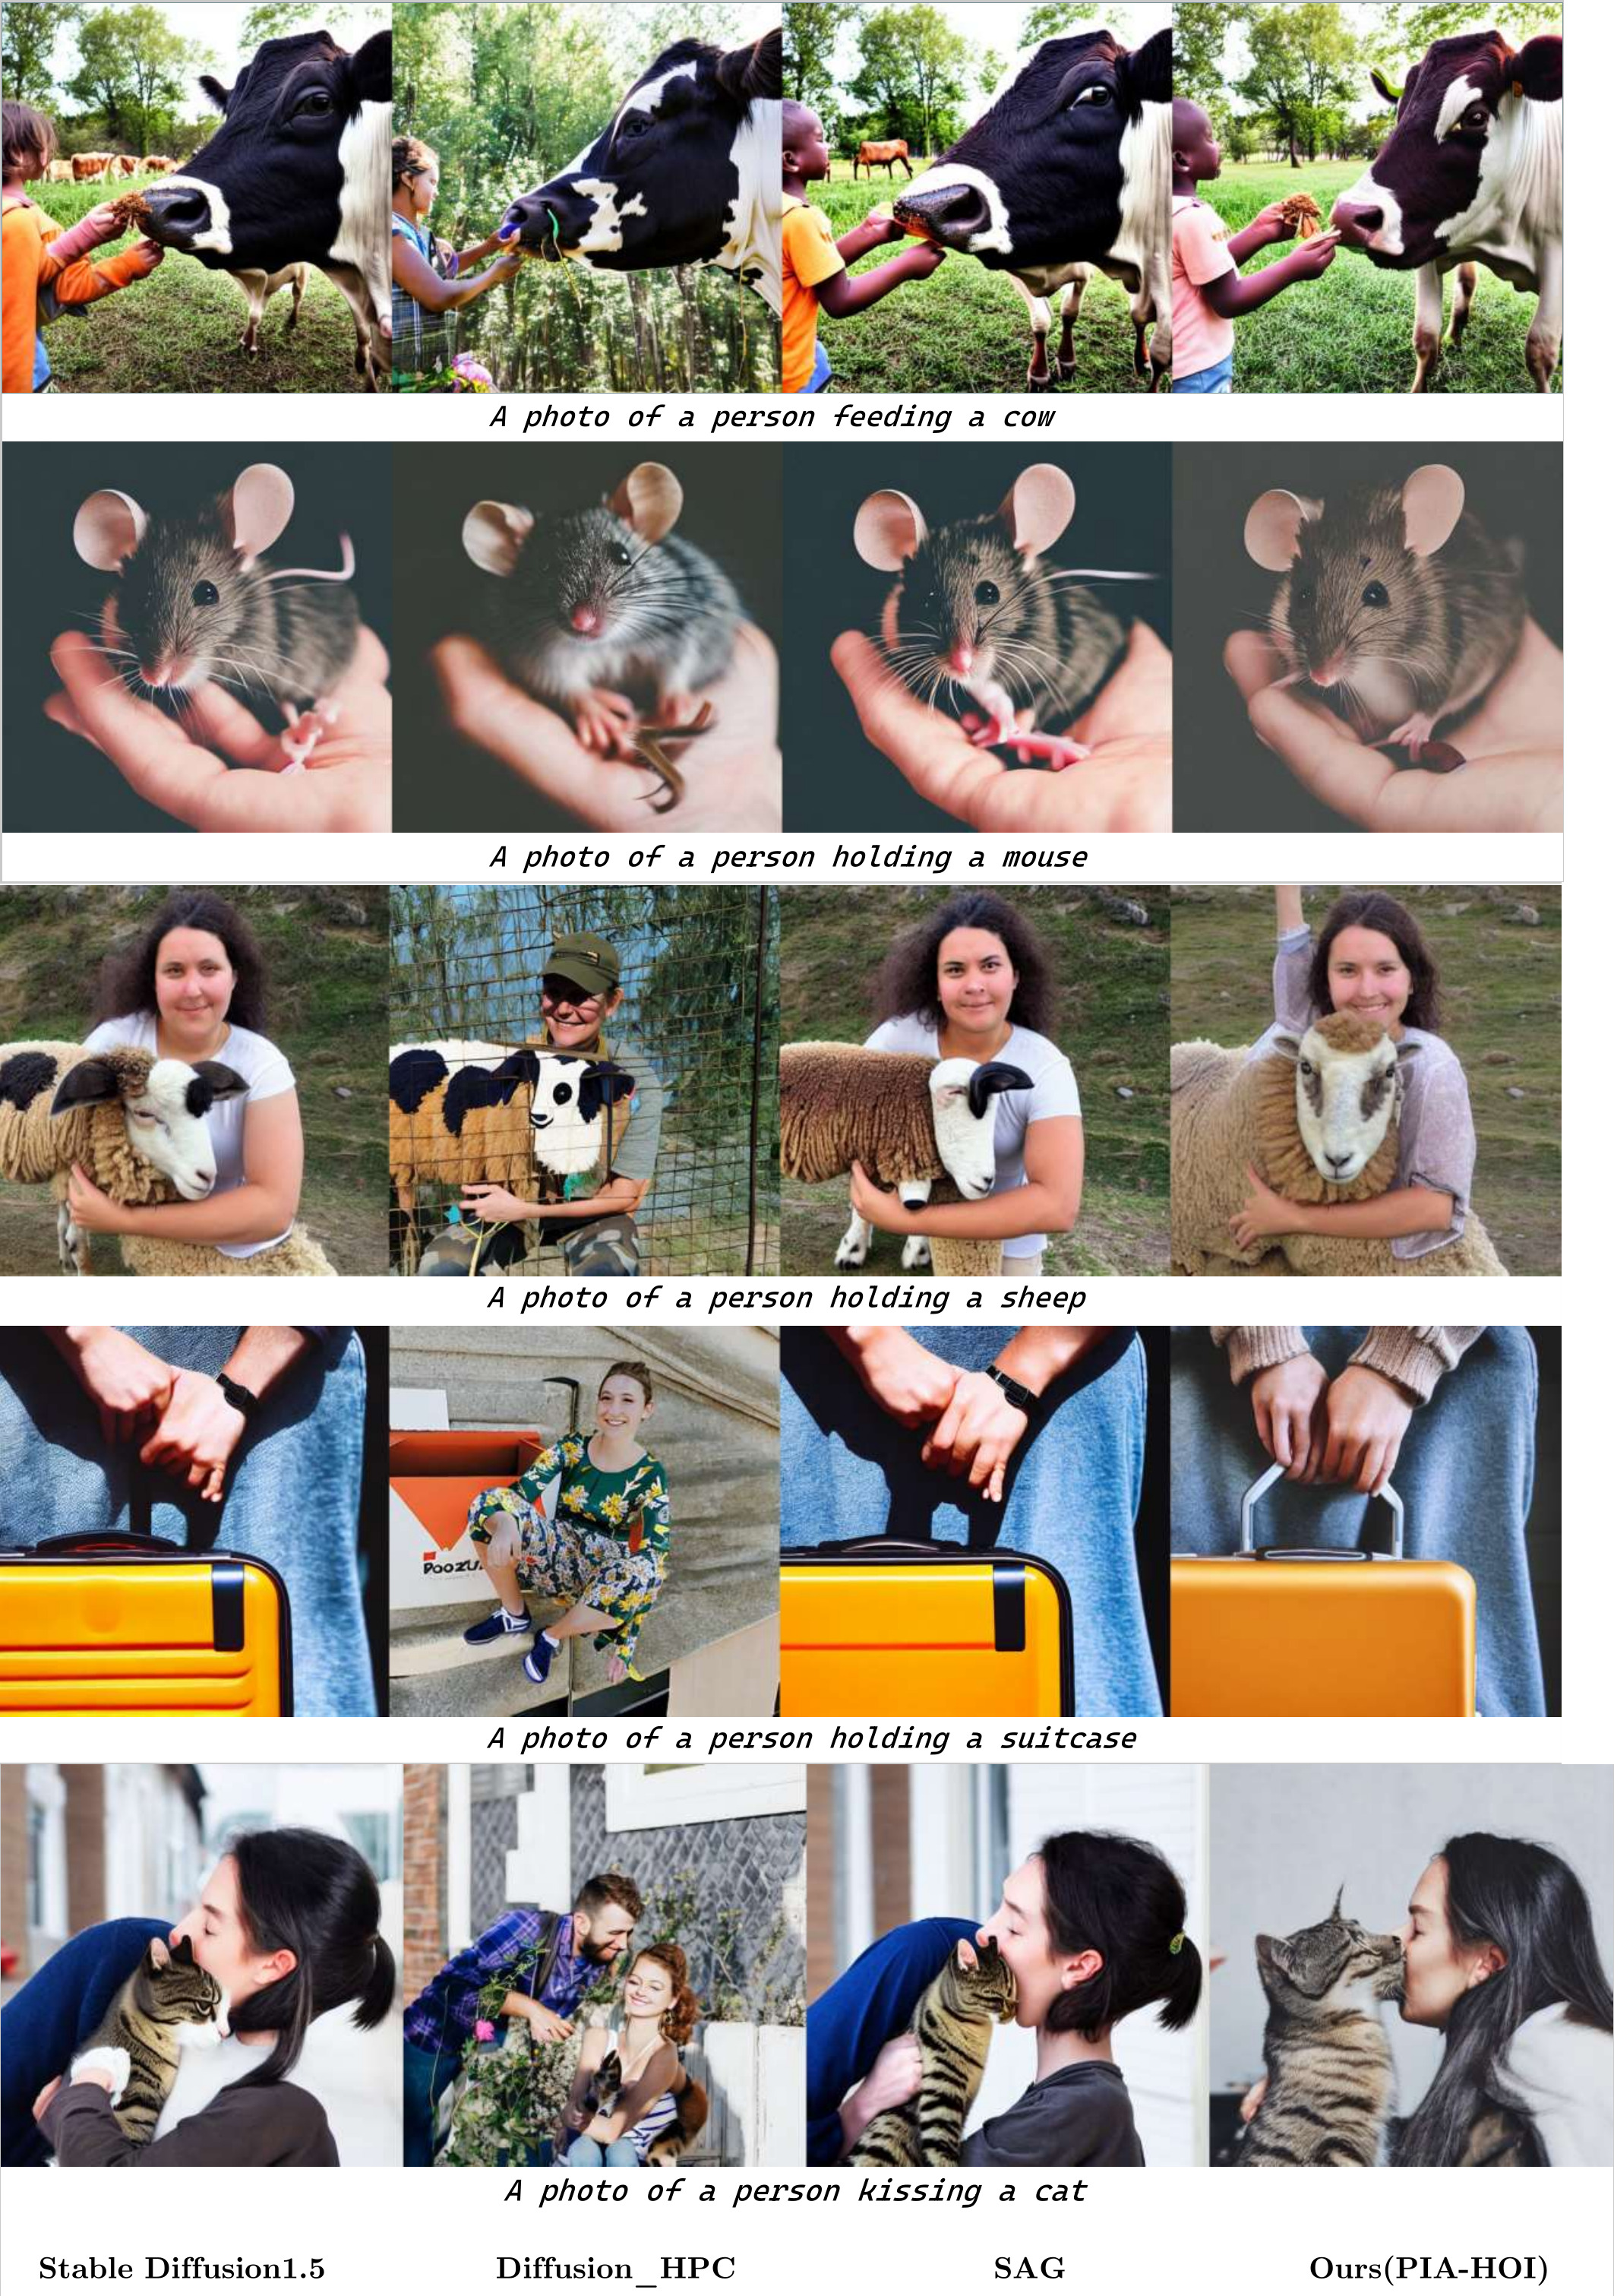 A photo of a person feeding a cow
A photo of a person holding a mouse
A photo of a person holding a sheep
POOZU
A photo of a person holding a suitcase
A photo of a person kissing a cat
Stable Diffusion1.5 Diffusion_HPC SAG Ours(PIA-HOI)